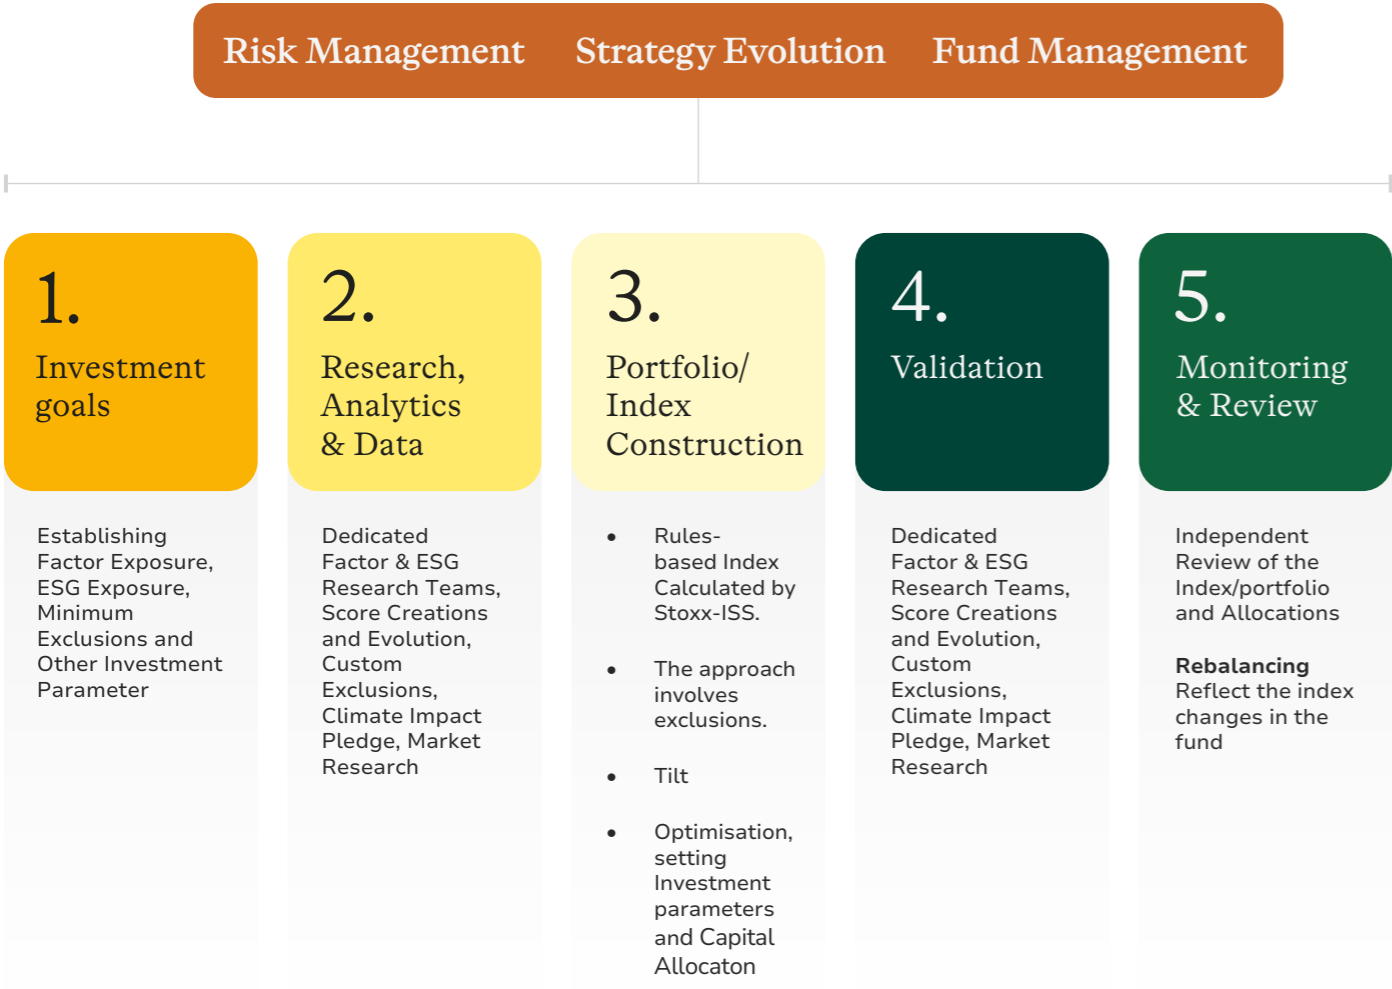 Risk Management Strategy Evolution Fund Management
1.
Investment
goals
Establishing
Factor Exposure,
ESG Exposure,
Minimum
Exclusions and
Other Investment
Parameter
2.
Research,
Analytics
& Data
Dedicated
Factor & ESG
Research Teams,
Score Creations
and Evolution,
Custom
Exclusions,
Climate Impact
Pledge, Market
Research
3.
Portfolio/
Index
Construction
• Rules-
based Index
Calculated by
Stoxx-ISS.
• The approach
involves
exclusions.
• Tilt
• Optimisation,
setting
Investment
parameters
and Capital
Allocaton
4.
Validation
Dedicated
Factor & ESG
Research Teams,
Score Creations
and Evolution,
Custom
Exclusions,
Climate Impact
Pledge, Market
Research
5.
Monitoring
& Review
Independent
Review of the
Index/portfolio
and Allocations
Rebalancing
Reflect the index
changes in the
fund